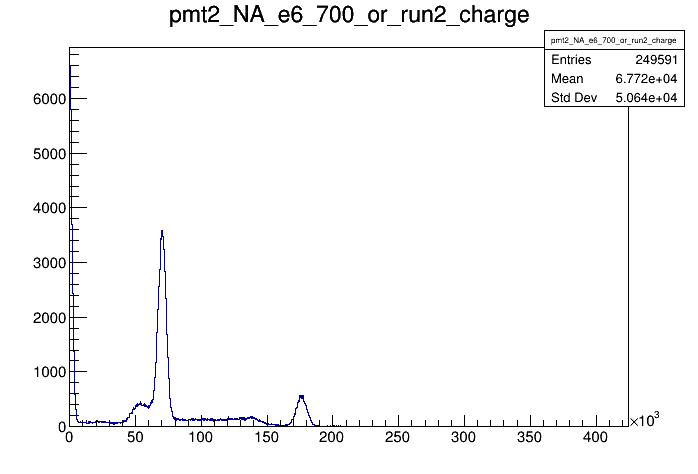 pmt2_NA_e6_700_or_run2_charge
pmt2_NA_e6_700_or_run2_charge
Entries 249591
Mean 6.772e+04
Std Dev 5.064e+04
6000
5000
4000
3000
2000
1000
0
0 50 100 150 200 250 300 350 400
×10³